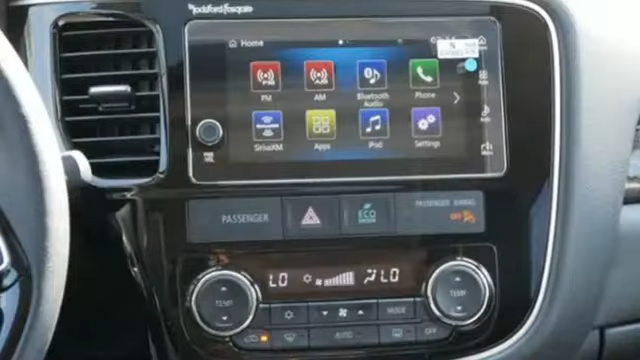 Rockford Fosgate
Home
FM AM Bluetooth Audio Phone
SiriusXM Apps iPod Settings
PASSENGER ECO PASSENGER AIRBAG
OFF
LO LO
TEMP TEMP
MODE
AUTO OFF